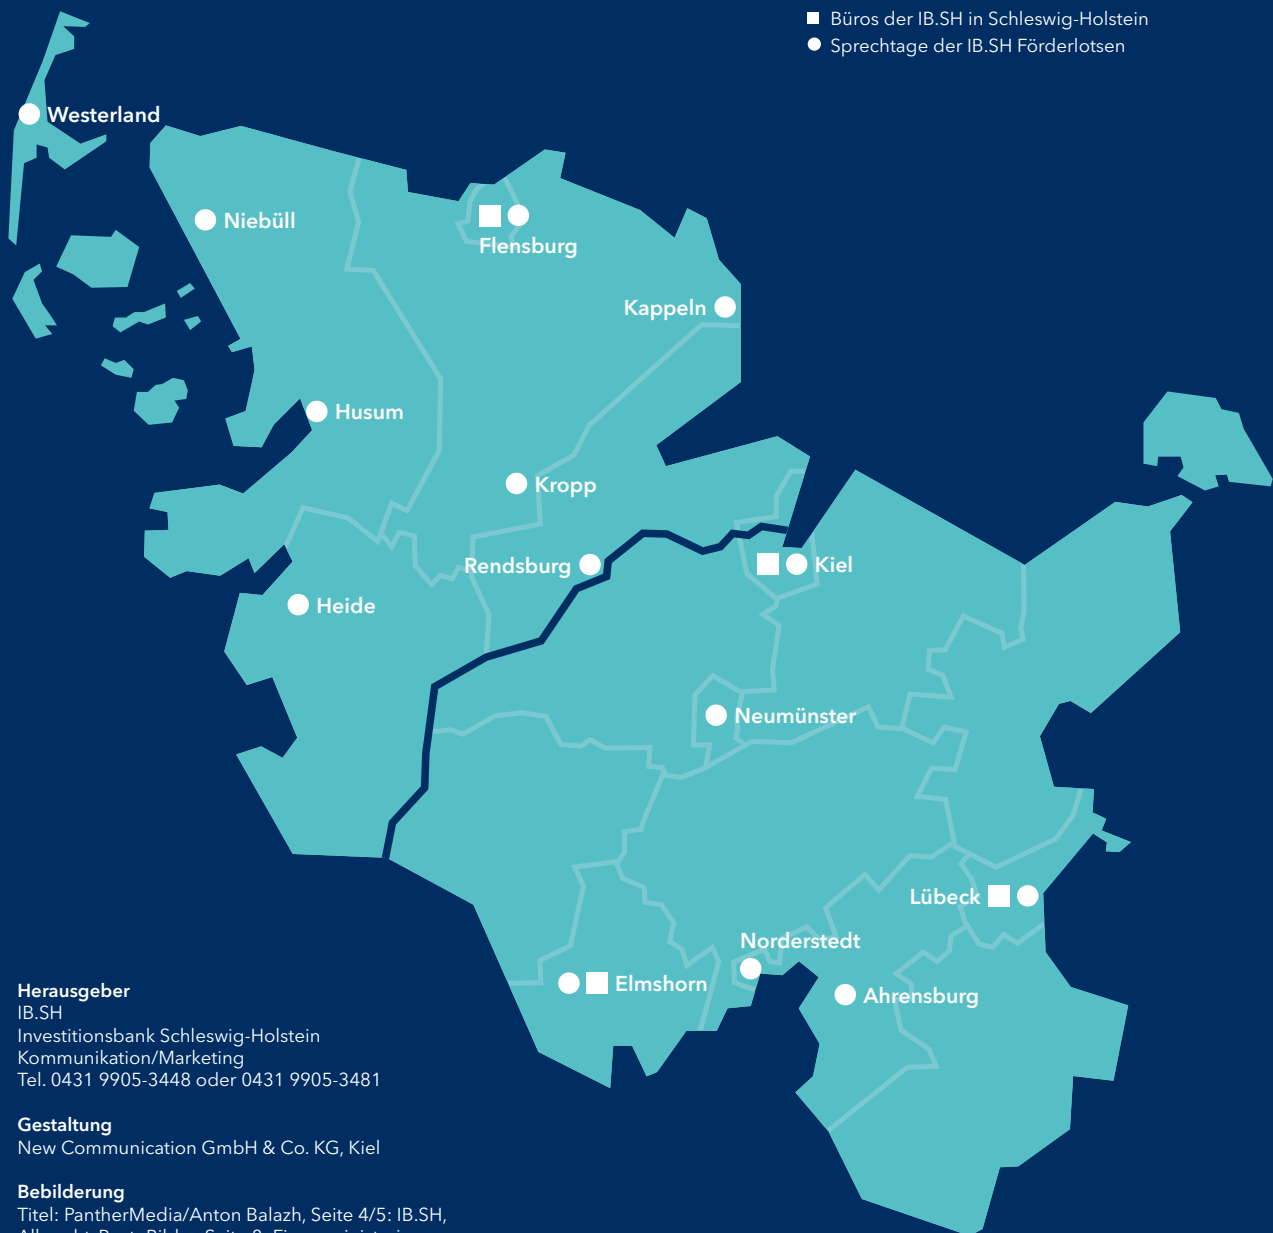 Büros der IB.SH in Schleswig-Holstein
Sprechtage der IB.SH Förderlotsen
Westerland
Niebüll
Flensburg
Kappeln
Husum
Kropp
Rendsburg
Kiel
Heide
Neumünster
Lübeck
Norderstedt
Elmshorn
Ahrensburg
Herausgeber
IB.SH
Investitionsbank Schleswig-Holstein
Kommunikation/Marketing
Tel. 0431 9905-3448 oder 0431 9905-3481
Gestaltung
New Communication GmbH & Co. KG, Kiel
Bebilderung
Titel: PantherMedia/Anton Balazh, Seite 4/5: IB.SH,